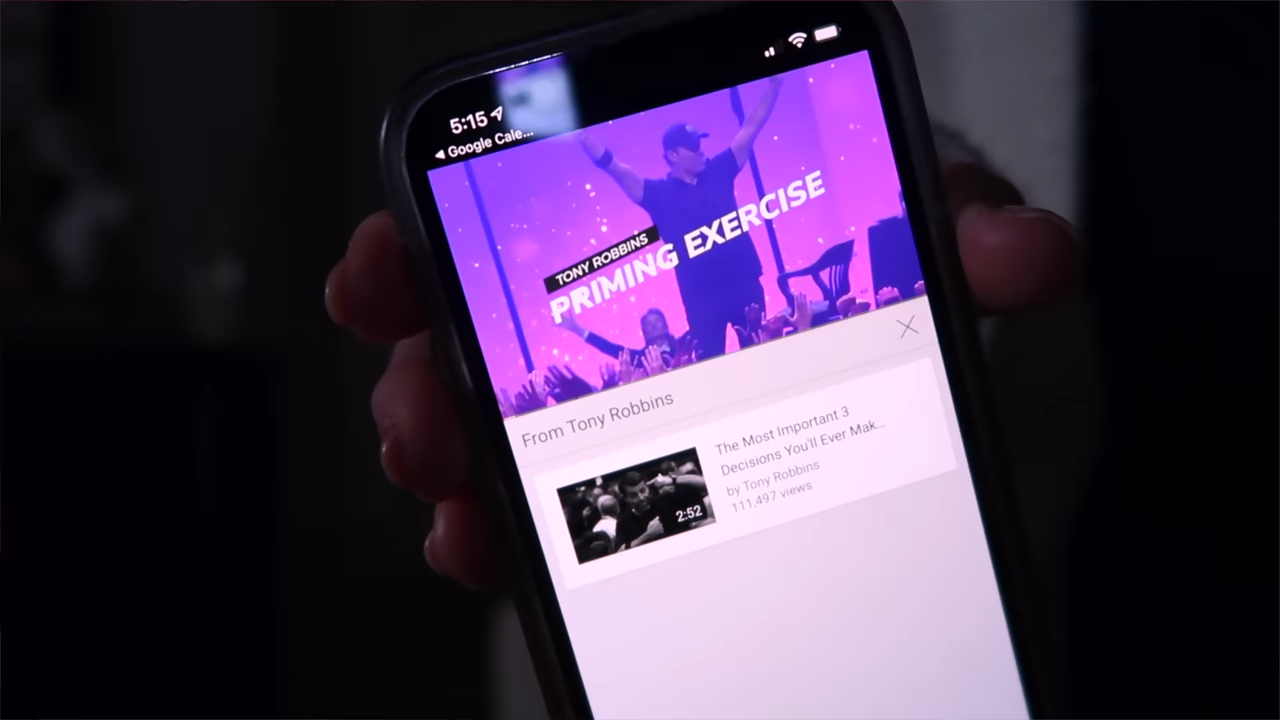 5:15
◀ Google Cale...
TONY ROBBINS
PRIMING EXERCISE
From Tony Robbins
The Most Important 3
Decisions You'll Ever Mak...
by Tony Robbins
111,497 views
2:52